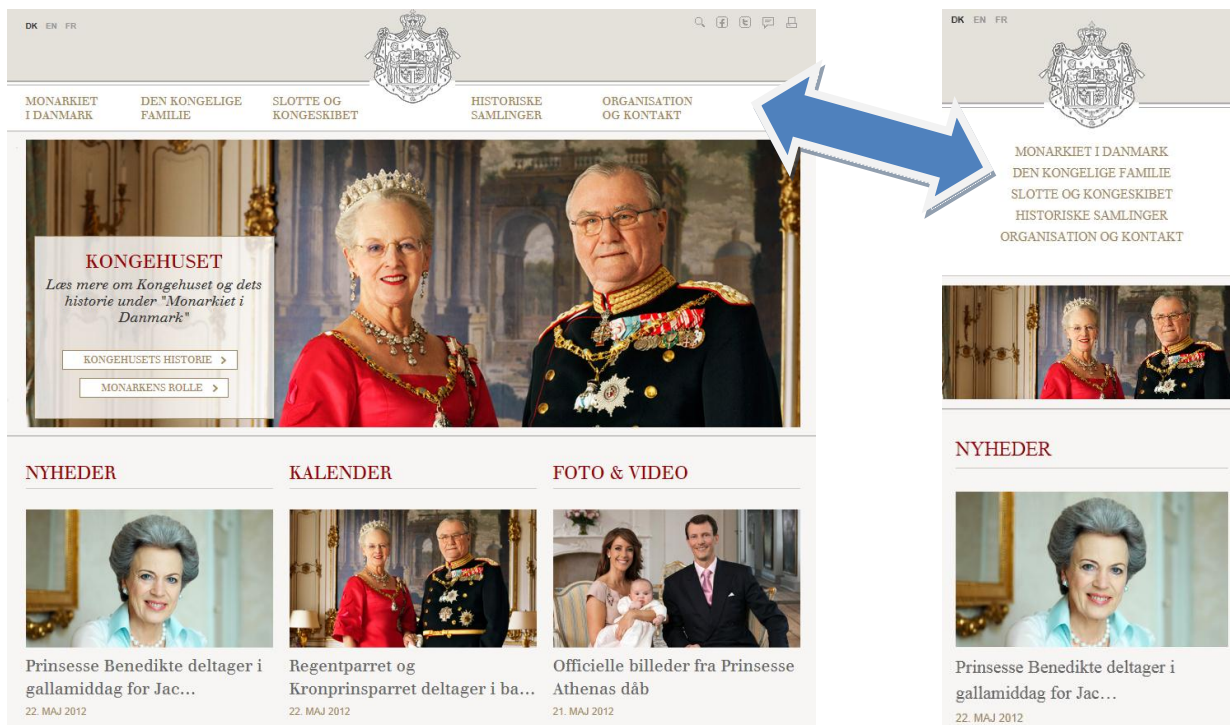 DK EN FR
MONARKIET
I DANMARK
DEN KONGELIGE
FAMILIE
SLOTTE OG
KONGESKIBET
HISTORISKE
SAMLINGER
ORGANISATION
OG KONTAKT
KONGEHUSET
Læs mere om Kongehuset og dets
historie under "Monarkiet i
Danmark"
KONGEHUSETS HISTORIE >
MONARKENS ROLLE >
NYHEDER
Prinsesse Benedikte deltager i
gallamiddag for Jac...
22. MAJ 2012
KALENDER
Regentparret og
Kronprinsparret deltager i ba...
22. MAJ 2012
FOTO & VIDEO
Officielle billeder fra Prinsesse
Athenas dåb
21. MAJ 2012
DK EN FR
MONARKIET I DANMARK
DEN KONGELIGE FAMILIE
SLOTTE OG KONGESKIBET
HISTORISKE SAMLINGER
ORGANISATION OG KONTAKT
NYHEDER
Prinsesse Benedikte deltager i
gallamiddag for Jac...
22. MAJ 2012